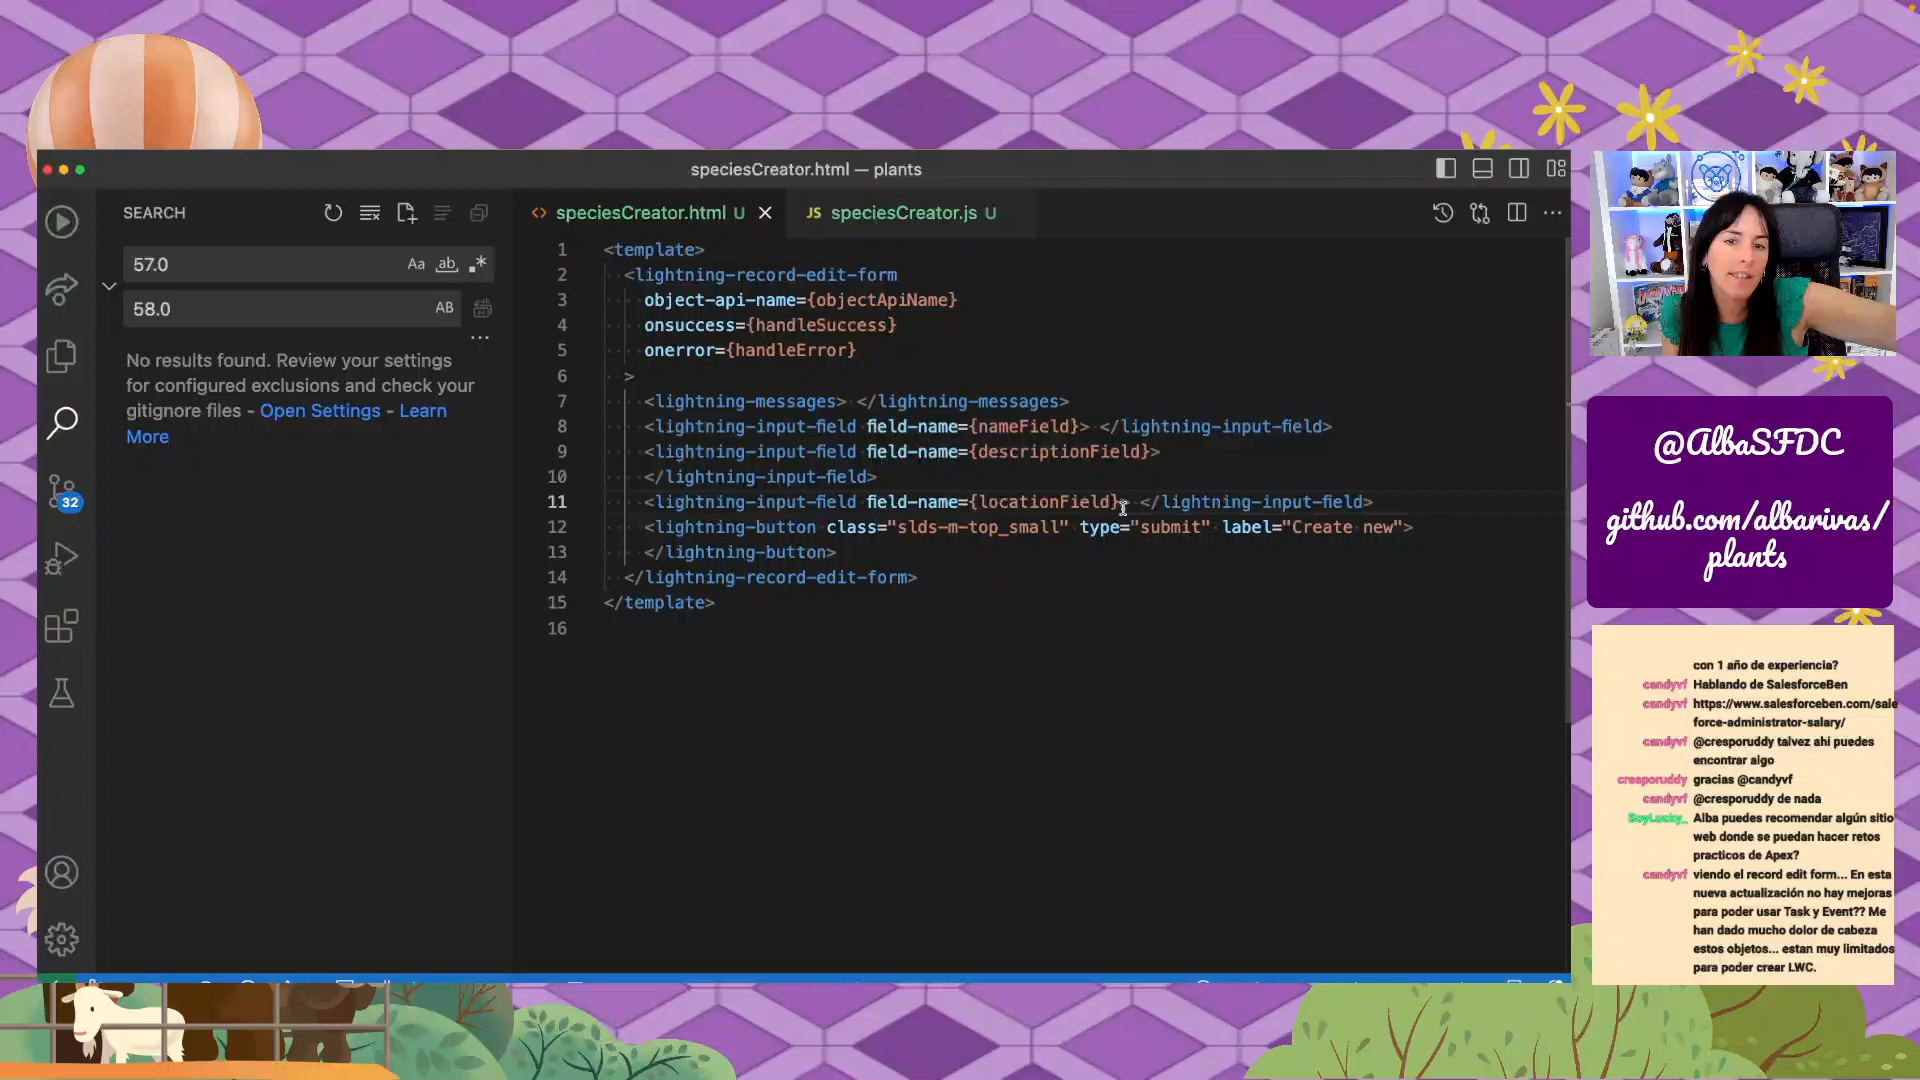 speciesCreator.html — plants
SEARCH
57.0
Aa ab .*
58.0
AB
No results found. Review your settings
for configured exclusions and check your
gitignore files - Open Settings - Learn
More
32
<> speciesCreator.html U
JS speciesCreator.js U
1 <template>
2 <lightning-record-edit-form
3 object-api-name={objectApiName}
4 onsuccess={handleSuccess}
5 onerror={handleError}
6 >
7 <lightning-messages> </lightning-messages>
8 <lightning-input-field field-name={nameField}> </lightning-input-field>
9 <lightning-input-field field-name={descriptionField}>
10 </lightning-input-field>
11 <lightning-input-field field-name={locationField}> </lightning-input-field>
12 <lightning-button class="slds-m-top_small" type="submit" label="Create new">
13 </lightning-button>
14 </lightning-record-edit-form>
15 </template>
16
@AlbaSFDC
github.com/albarivas/
plants
con 1 año de experiencia?
candyvf Hablando de SalesforceBen
candyvf https://www.salesforceben.com/sale
force-administrator-salary/
candyvf @cresporuddy talvez ahi puedes
encontrar algo
cresporuddy gracias @candyvf
candyvf @cresporuddy de nada
SoyLucky_ Alba puedes recomendar algún sitio
web donde se puedan hacer retos
practicos de Apex?
candyvf viendo el record edit form... En esta
nueva actualización no hay mejoras
para poder usar Task y Event?? Me
han dado mucho dolor de cabeza
estos objetos... estan muy limitados
para poder crear LWC.